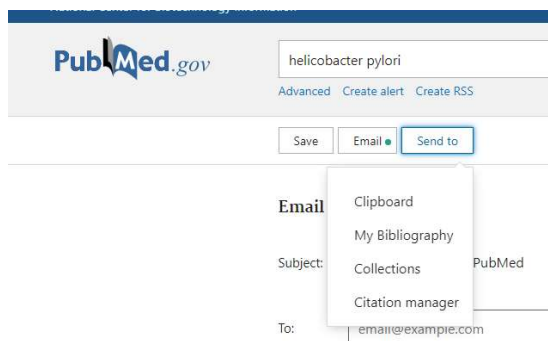 PubMed.gov
helicobacter pylori
Advanced Create alert Create RSS
Save Email Send to
Clipboard
Email
My Bibliography
Subject: PubMed
Collections
Citation manager
To: email@example.com